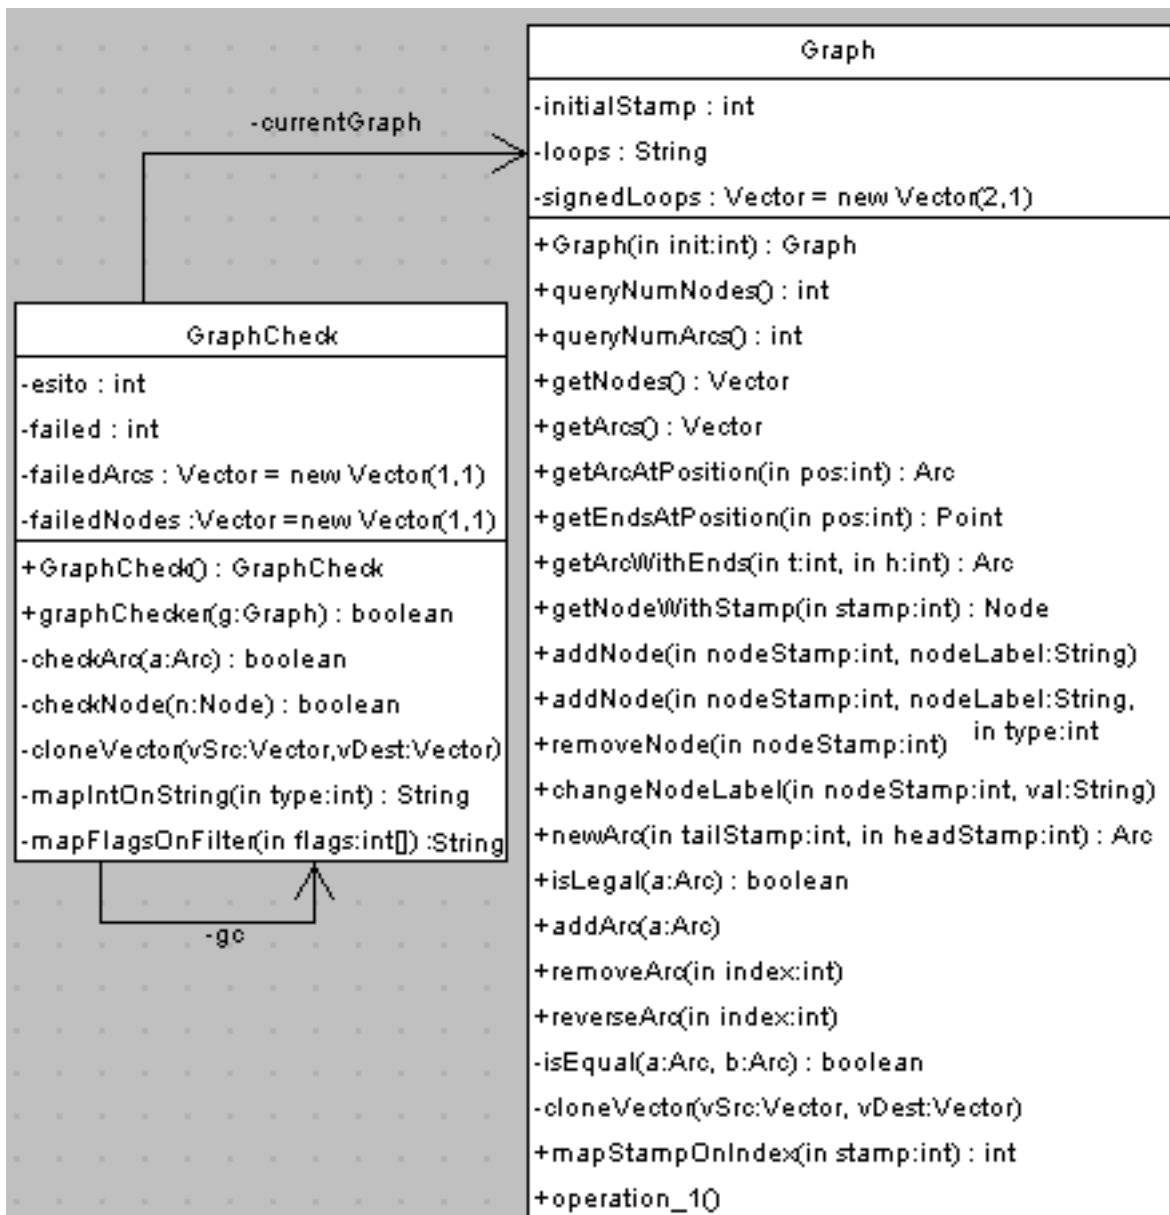 Graph
-initialStamp : int
-loops : String
-signedLoops : Vector = new Vector(2,1)
+Graph(in init:int) : Graph
+queryNumNodes() : int
+queryNumArcs() : int
+getNodes() : Vector
+getArcs() : Vector
+getArcAtPosition(in pos:int) : Arc
+getEndsAtPosition(in pos:int) : Point
+getArcWithEnds(in t:int, in h:int) : Arc
+getNodeWithStamp(in stamp:int) : Node
+addNode(in nodeStamp:int, nodeLabel:String)
+addNode(in nodeStamp:int, nodeLabel:String,
in type:int
+removeNode(in nodeStamp:int)
+changeNodeLabel(in nodeStamp:int, val:String)
+newArc(in tailStamp:int, in headStamp:int) : Arc
+isLegal(a:Arc) : boolean
+addArc(a:Arc)
+removeArc(in index:int)
+reverseArc(in index:int)
-isEqual(a:Arc, b:Arc) : boolean
-cloneVector(vSrc:Vector, vDest:Vector)
+mapStampOnIndex(in stamp:int) : int
+operation_1()
-currentGraph
GraphCheck
-esito : int
-failed : int
-failedArcs : Vector = new Vector(1,1)
-failedNodes :Vector =new Vector(1,1)
+GraphCheck() : GraphCheck
+graphChecker(g:Graph) : boolean
-checkArc(a:Arc) : boolean
-checkNode(n:Node) : boolean
-cloneVector(vSrc:Vector,vDest:Vector)
-mapIntOnString(in type:int) : String
-mapFlagsOnFilter(in flags:int[]) :String
-gc